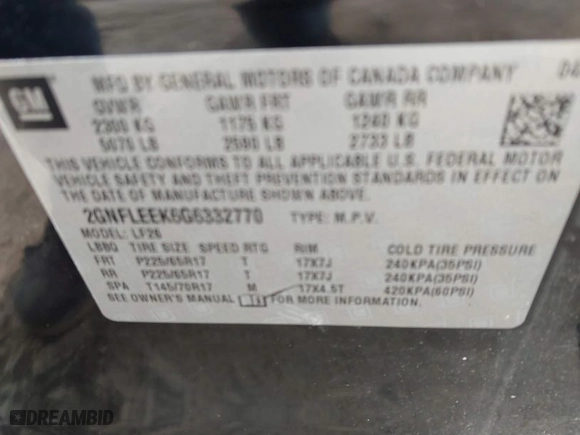 GM
MFD BY GENERAL MOTORS OF CANADA COMPANY 04
GVWR GAWR FRT GAWR RR
2300 KG 1175 KG 1240 KG
5070 LB 2590 LB 2733 LB
THIS VEHICLE CONFORMS TO ALL APPLICABLE U.S. FEDERAL MOTOR
VEHICLE SAFETY AND THEFT PREVENTION STANDARDS IN EFFECT ON
THE DATE OF MANUFACTURE SHOWN ABOVE.
2GNFLEEK6G6332770 TYPE: M.P.V.
MODEL: LF26
LBBQ TIRE SIZE SPEED RTG RIM COLD TIRE PRESSURE
FRT P225/65R17 T 17X7J 240KPA(35PSI)
RR P225/65R17 T 17X7J 240KPA(35PSI)
SPA T145/70R17 M 17X4.5T 420KPA(60PSI)
SEE OWNER'S MANUAL FOR MORE INFORMATION.
DREAMBID